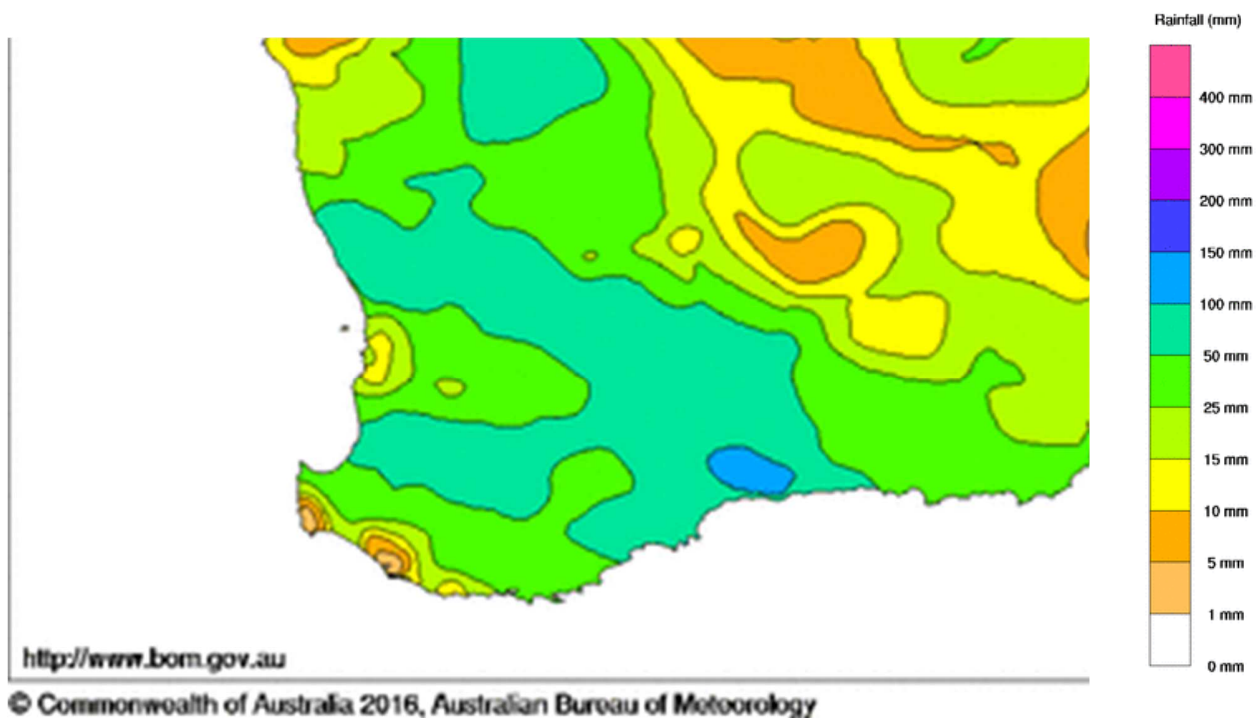 Rainfall (mm)
400 mm
300 mm
200 mm
150 mm
100 mm
50 mm
25 mm
15 mm
10 mm
5 mm
1 mm
0 mm
http://www.bom.gov.au
© Commonwealth of Australia 2016, Australian Bureau of Meteorology